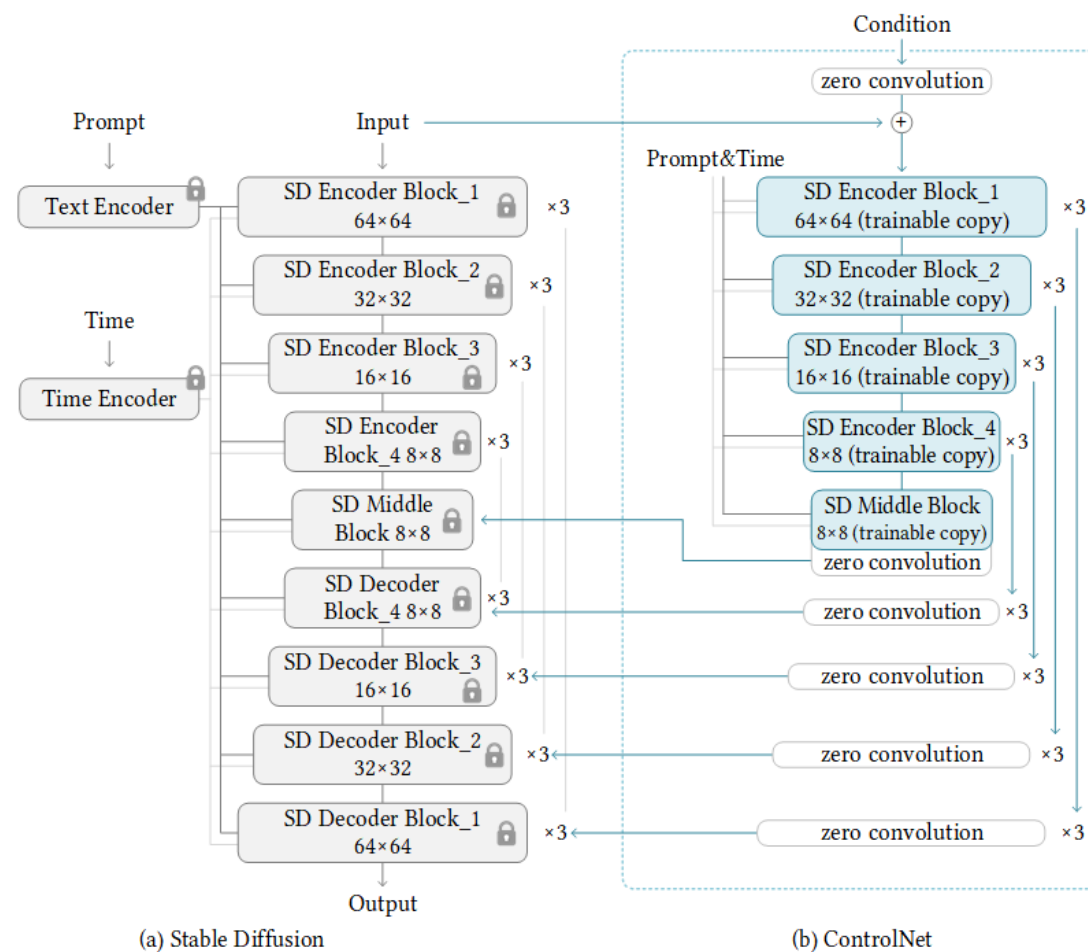 Condition
zero convolution
Prompt
Input
+
Prompt&Time
Text Encoder
SD Encoder Block_1
64×64
×3
SD Encoder Block_1
64×64 (trainable copy)
×3
SD Encoder Block_2
32×32
×3
SD Encoder Block_2
32×32 (trainable copy)
×3
Time
SD Encoder Block_3
16×16
×3
SD Encoder Block_3
16×16 (trainable copy)
×3
Time Encoder
SD Encoder
Block_4 8×8
×3
SD Encoder Block_4
8×8 (trainable copy)
×3
SD Middle
Block 8×8
SD Middle Block
8×8 (trainable copy)
zero convolution
SD Decoder
Block_4 8×8
×3
zero convolution
×3
SD Decoder Block_3
16×16
×3
zero convolution
×3
SD Decoder Block_2
32×32
×3
zero convolution
×3
SD Decoder Block_1
64×64
×3
zero convolution
×3
Output
(a) Stable Diffusion
(b) ControlNet